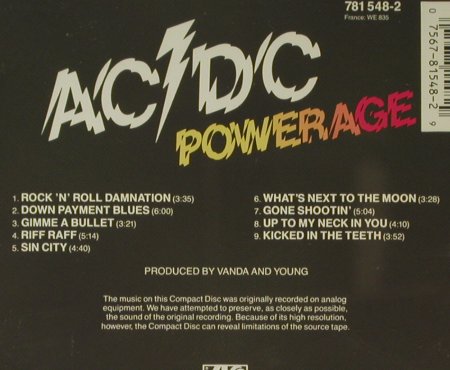 781 548-2
France: WE 835
0 7567-81548-2 9
AC DC
POWERAGE
1. ROCK 'N' ROLL DAMNATION (3:35)
2. DOWN PAYMENT BLUES (6:00)
3. GIMME A BULLET (3:21)
4. RIFF RAFF (5:14)
5. SIN CITY (4:40)
6. WHAT'S NEXT TO THE MOON (3:28)
7. GONE SHOOTIN' (5:04)
8. UP TO MY NECK IN YOU (4:10)
9. KICKED IN THE TEETH (3:52)
PRODUCED BY VANDA AND YOUNG
The music on this Compact Disc was originally recorded on analog
equipment. We have attempted to preserve, as closely as possible,
the sound of the original recording. Because of its high resolution,
however, the Compact Disc can reveal limitations of the source tape.